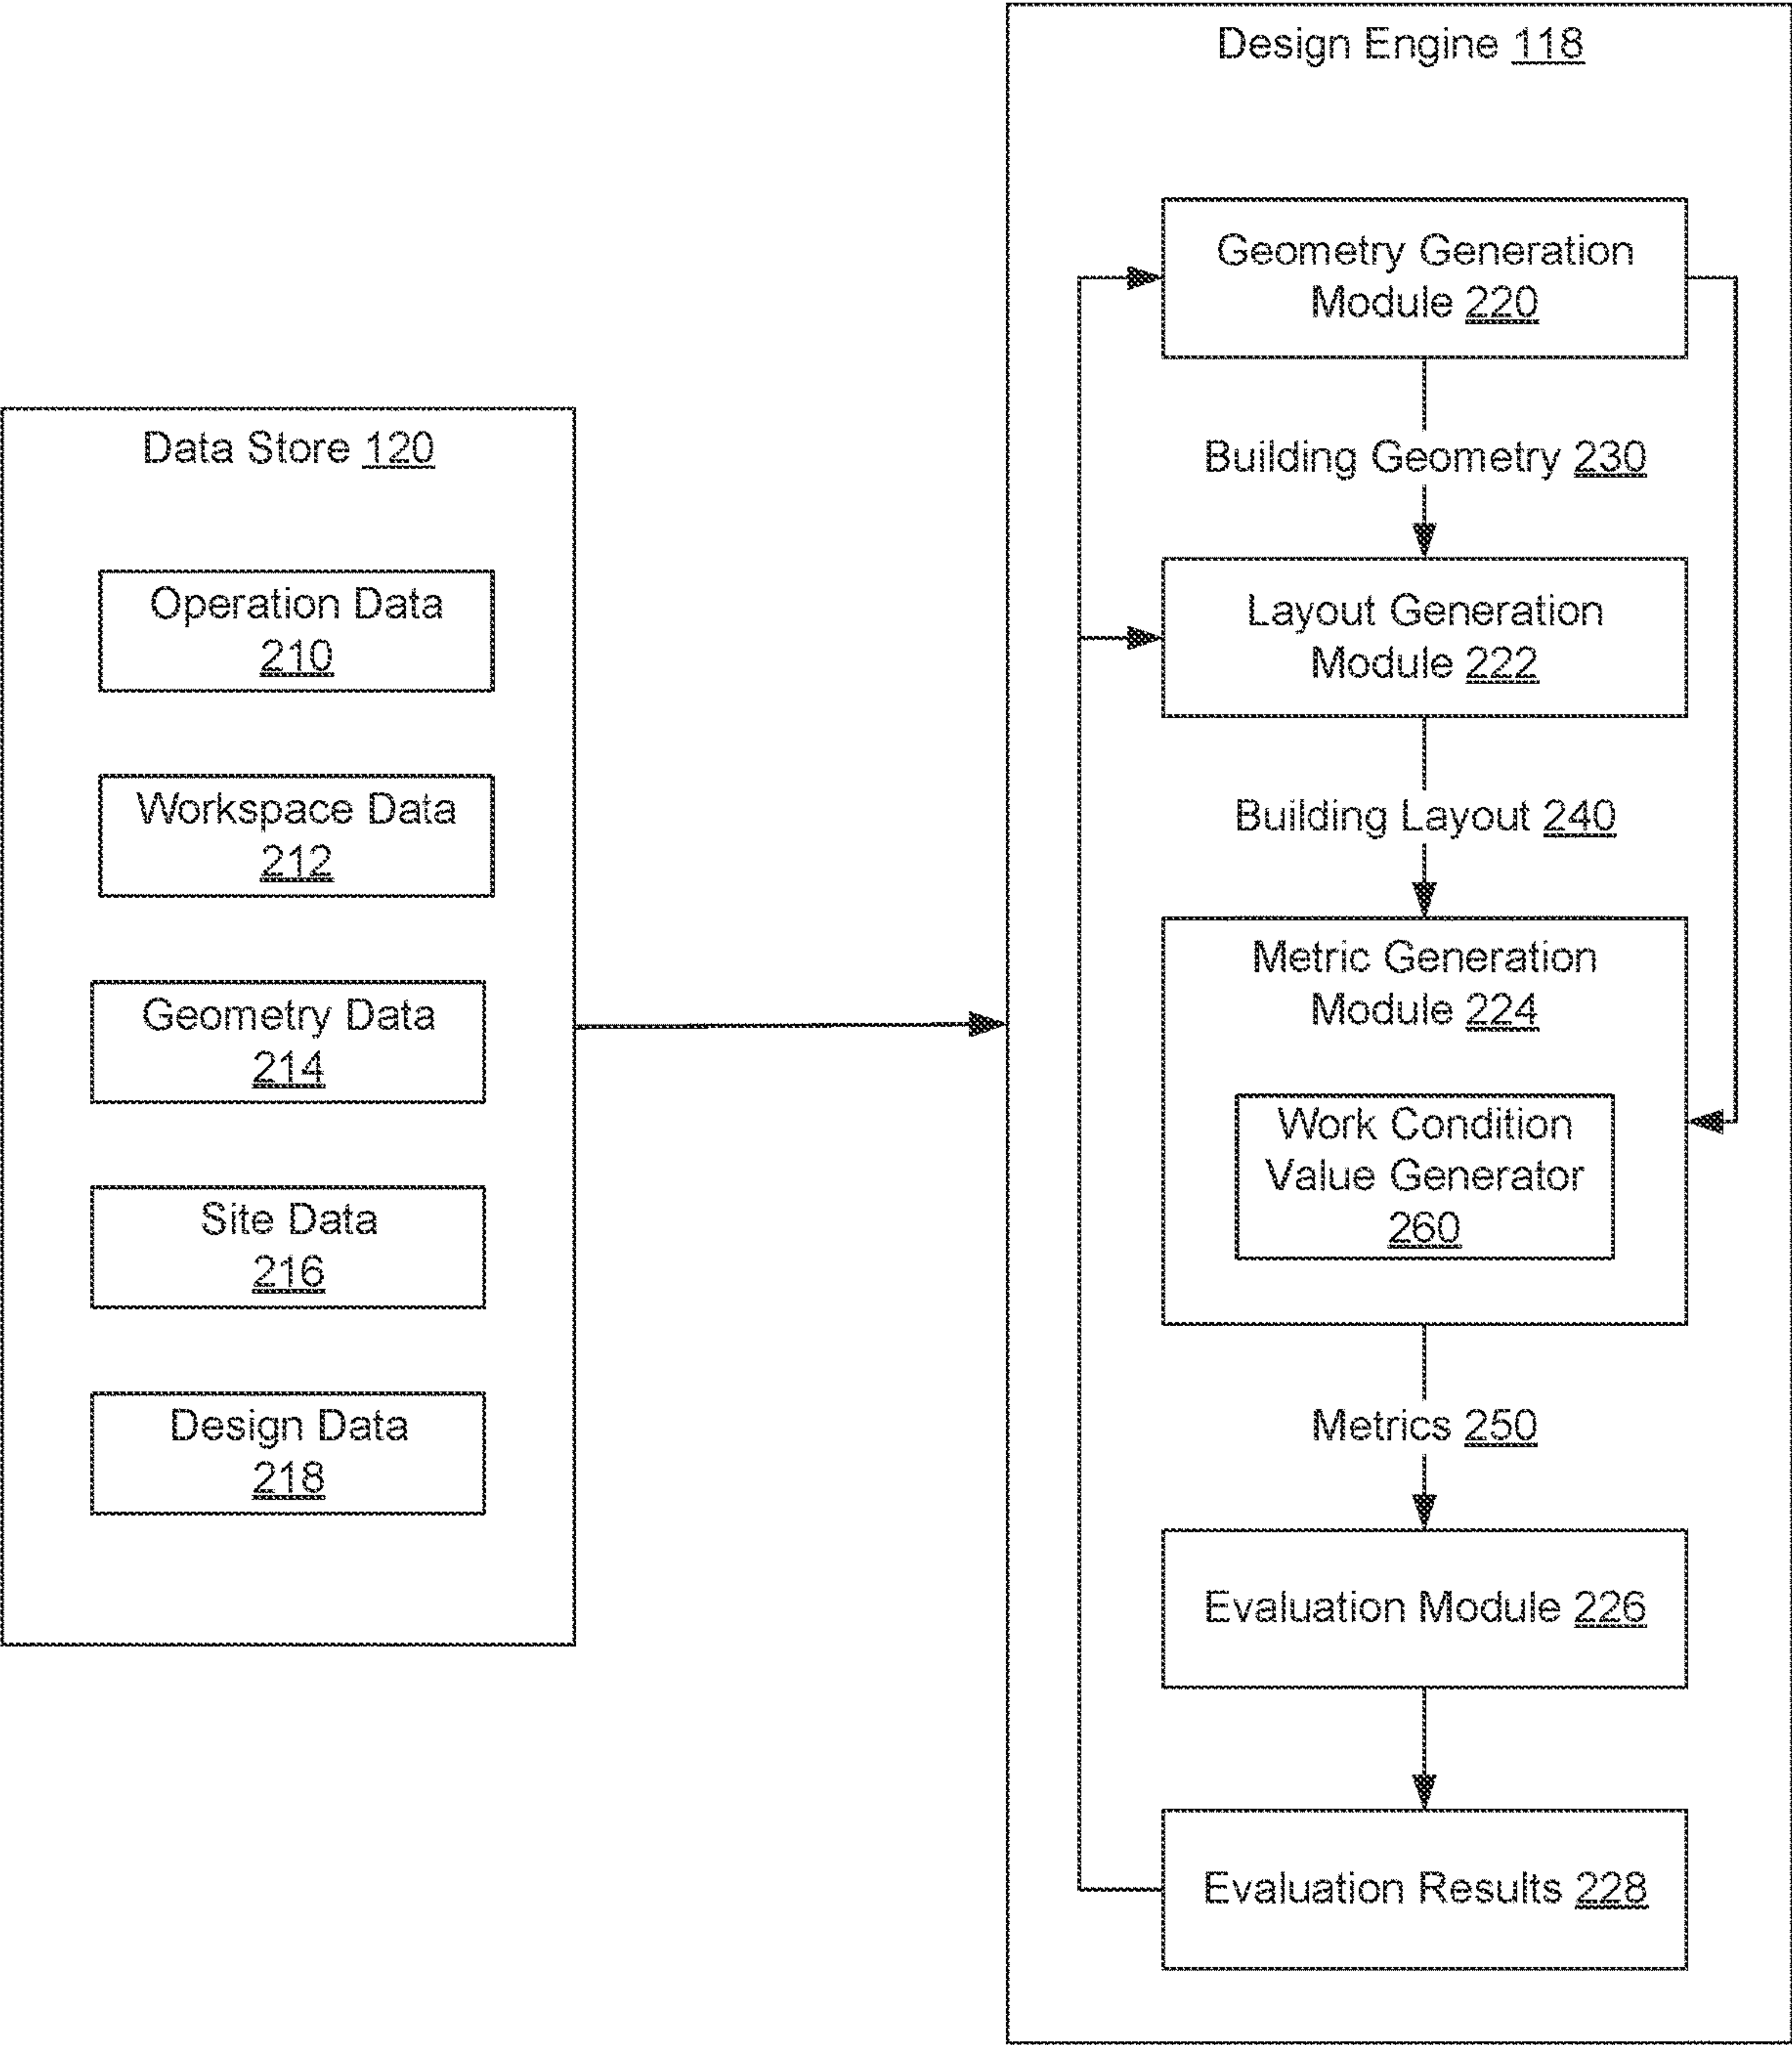 Data Store 120
Operation Data
210
Workspace Data
212
Geometry Data
214
Site Data
216
Design Data
218
Design Engine 118
Geometry Generation
Module 220
Building Geometry 230
Layout Generation
Module 222
Building Layout 240
Metric Generation
Module 224
Work Condition
Value Generator
260
Metrics 250
Evaluation Module 226
Evaluation Results 228